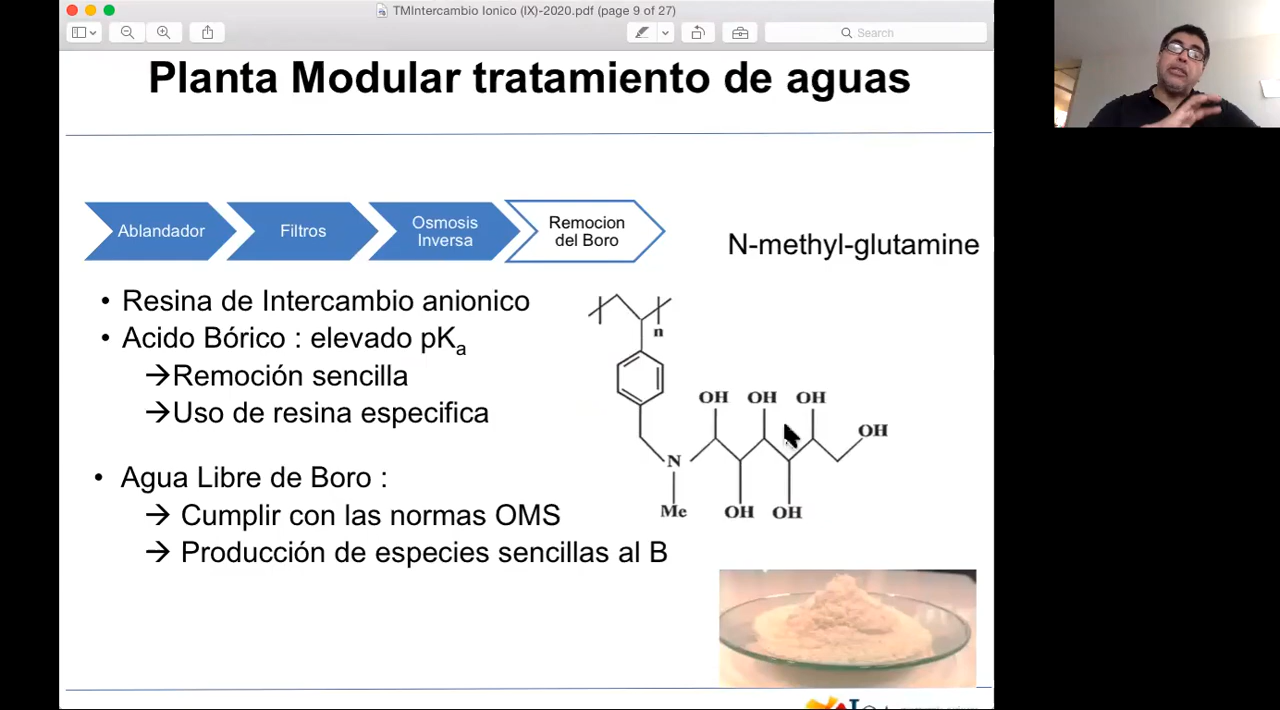 TMIntercambio Ionico (IX)-2020.pdf (page 9 of 27)
Search
Planta Modular tratamiento de aguas
Ablandador
Filtros
Osmosis
Inversa
Remocion
del Boro
N-methyl-glutamine
• Resina de Intercambio anionico
• Acido Bórico : elevado pKa
→Remoción sencilla
→Uso de resina especifica
• Agua Libre de Boro :
→ Cumplir con las normas OMS
→ Producción de especies sencillas al B
n
OH OH OH
OH
N
Me OH OH